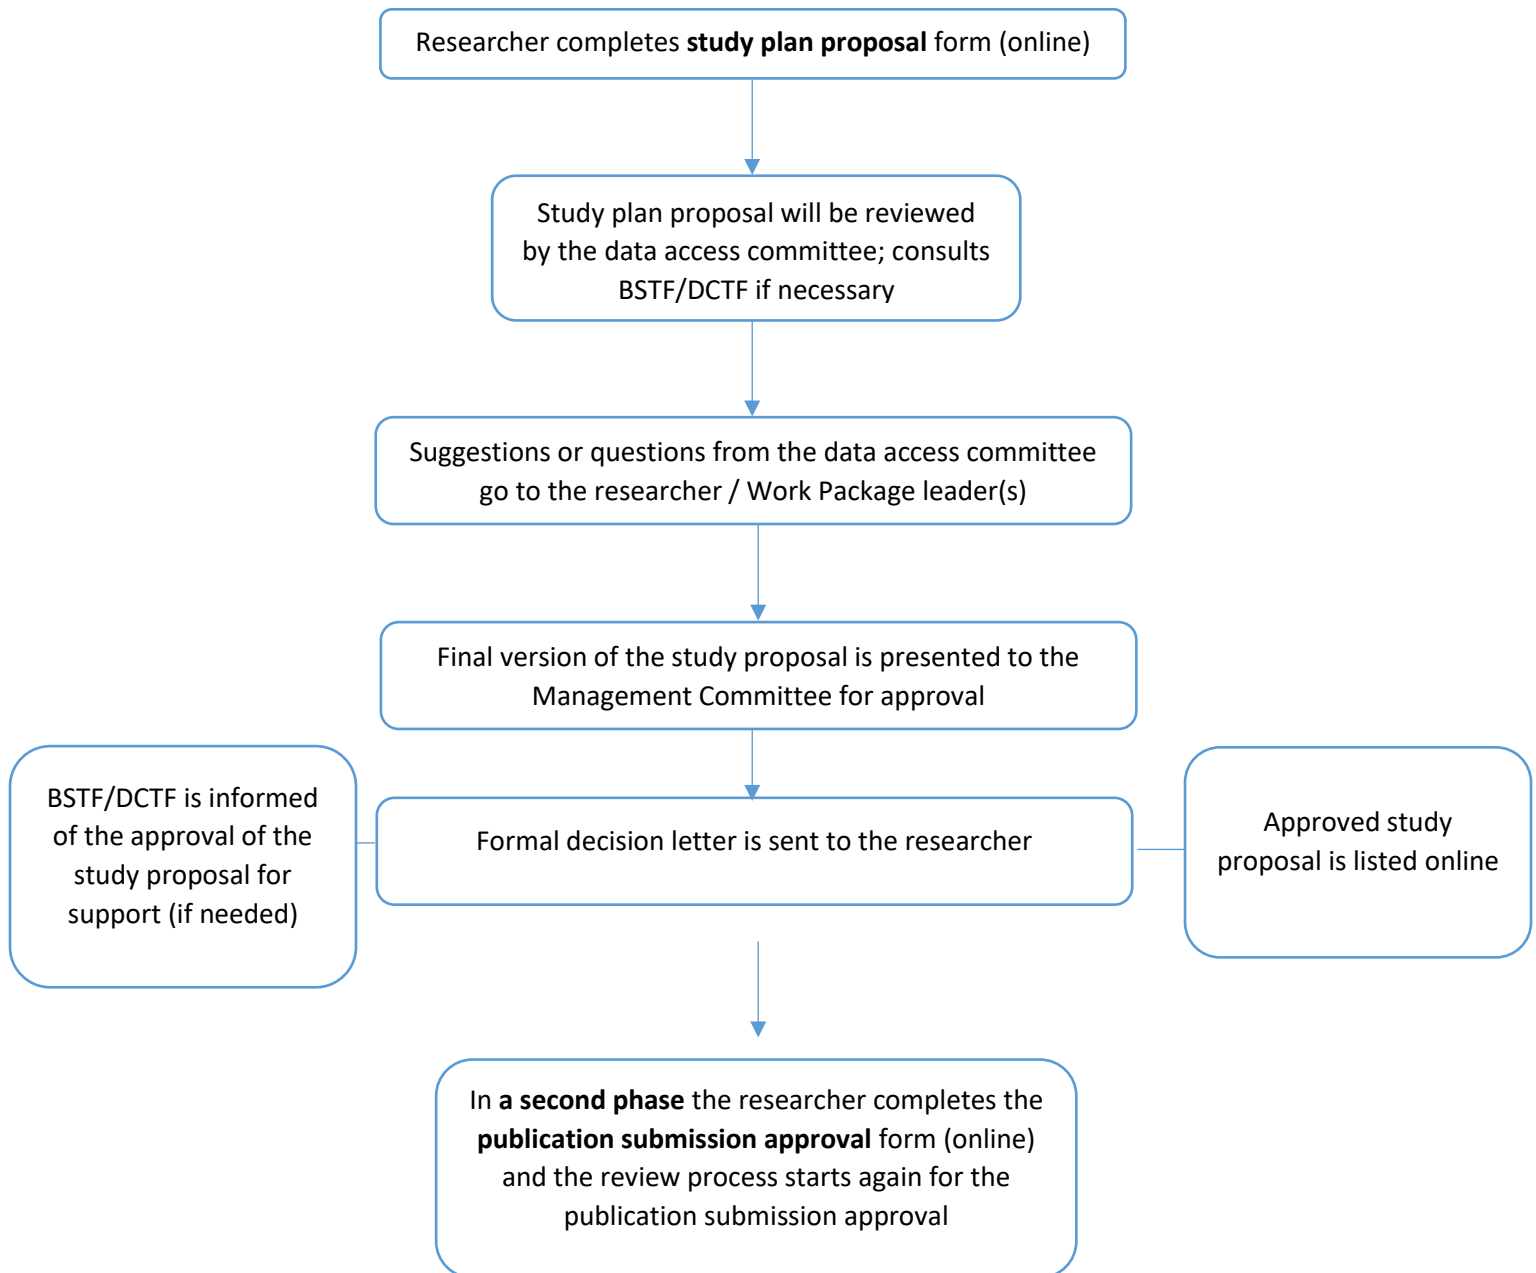 Researcher completes study plan proposal form (online)
Study plan proposal will be reviewed
by the data access committee; consults
BSTF/DCTF if necessary
Suggestions or questions from the data access committee
go to the researcher / Work Package leader(s)
Final version of the study proposal is presented to the
Management Committee for approval
BSTF/DCTF is informed
of the approval of the
study proposal for
support (if needed)
Formal decision letter is sent to the researcher
Approved study
proposal is listed online
In a second phase the researcher completes the
publication submission approval form (online)
and the review process starts again for the
publication submission approval